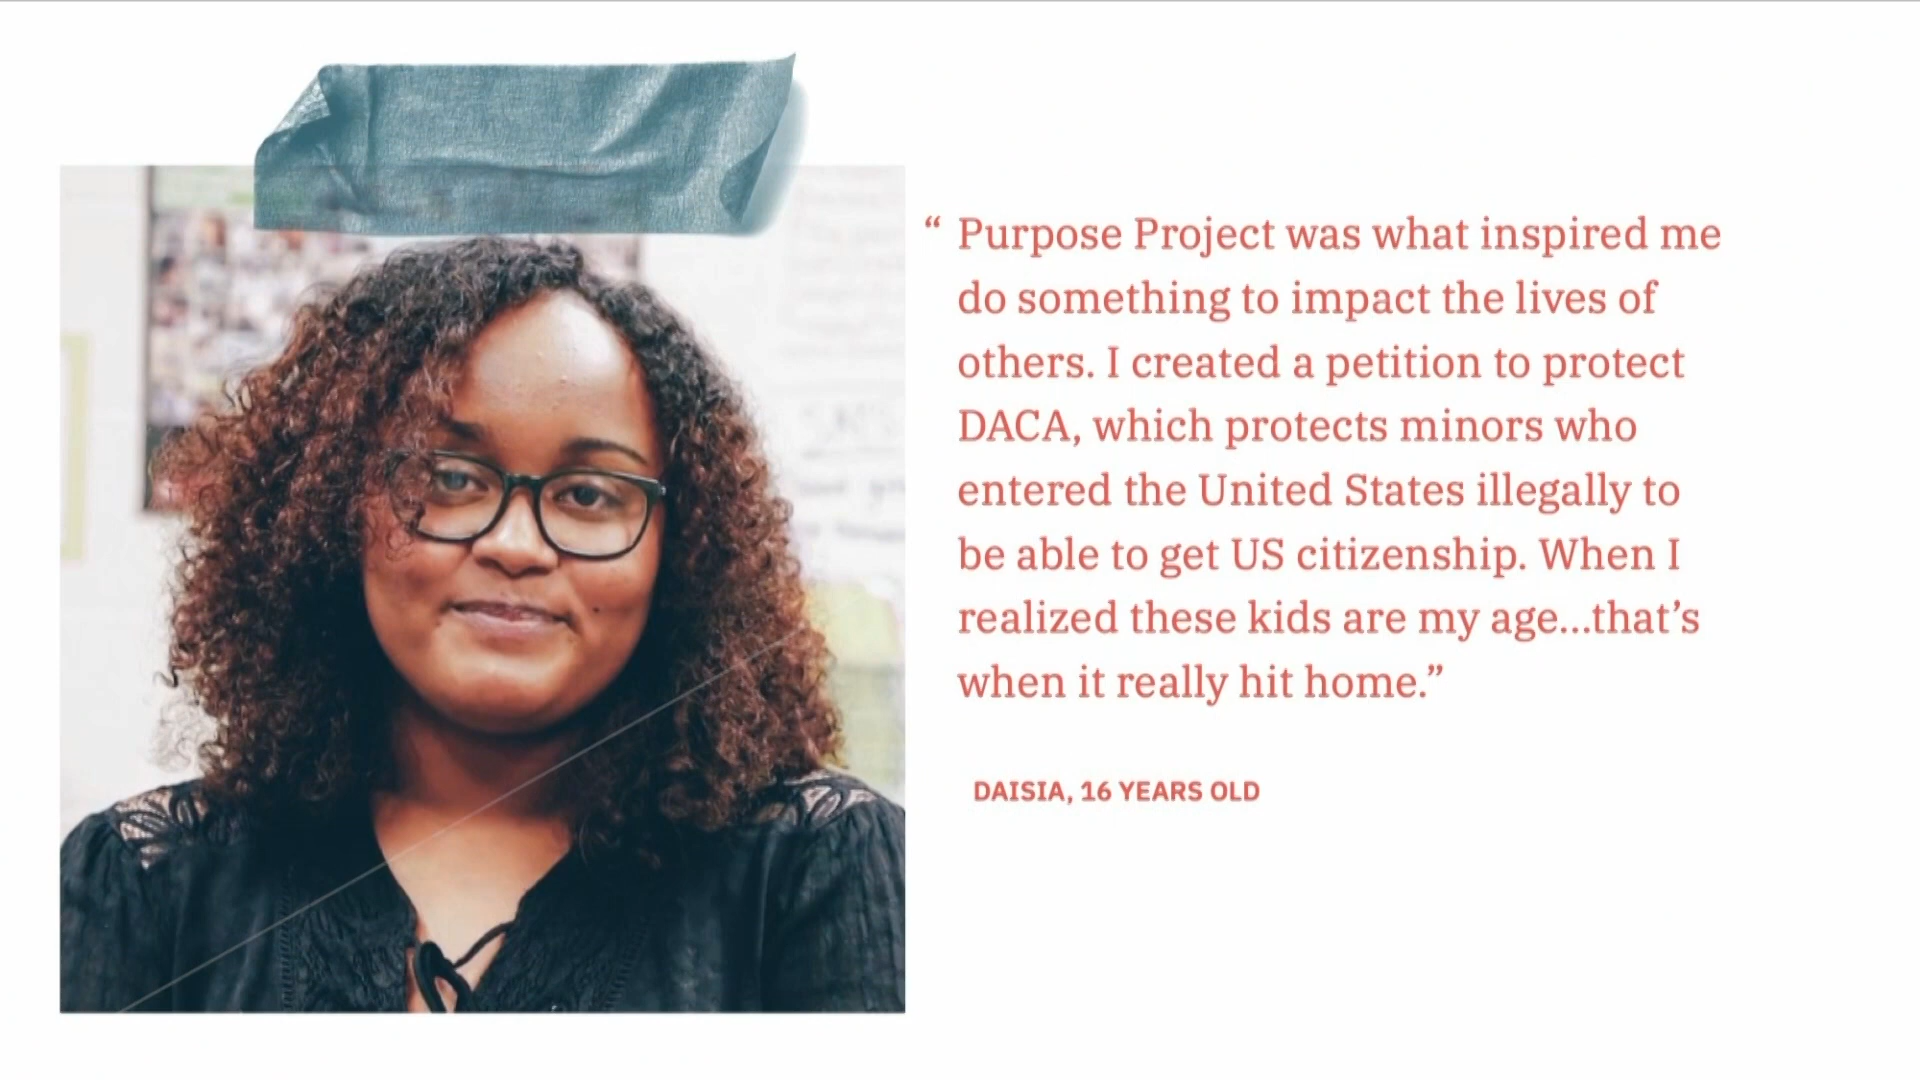 “ Purpose Project was what inspired me
do something to impact the lives of
others. I created a petition to protect
DACA, which protects minors who
entered the United States illegally to
be able to get US citizenship. When I
realized these kids are my age...that’s
when it really hit home.”
DAISIA, 16 YEARS OLD